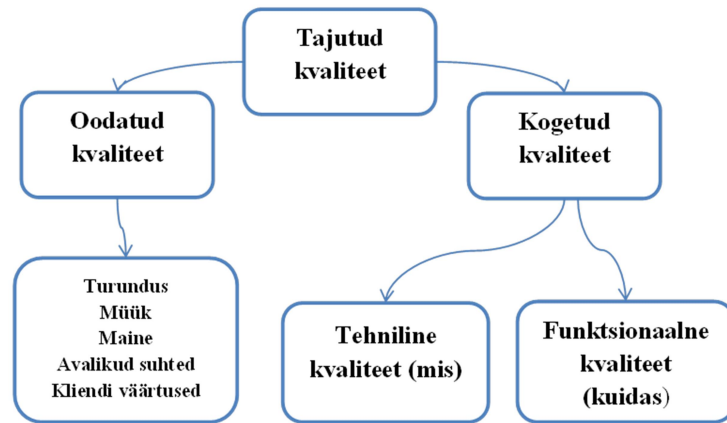 Tajutud
kvaliteet
Oodatud
kvaliteet
Kogetud
kvaliteet
Turundus
Müük
Maine
Avalikud suhted
Kliendi väärtused
Tehniline
kvaliteet (mis)
Funktsionaalne
kvaliteet
(kuidas)